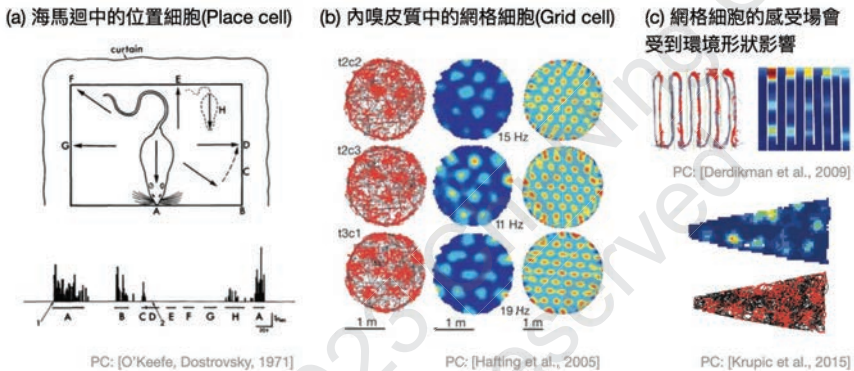 (a) 海馬迴中的位置細胞(Place cell)
curtain
F
E
H
G
D
C
A
B
A
B
C
D
E
F
G
H
A
1
2
PC: [O'Keefe, Dostrovsky, 1971]
(b) 內嗅皮質中的網格細胞(Grid cell)
t2c2
15 Hz
t2c3
11 Hz
t3c1
19 Hz
1 m
1 m
1 m
PC: [Hafting et al., 2005]
(c) 網格細胞的感受場會
受到環境形狀影響
PC: [Derdikman et al., 2009]
PC: [Krupic et al., 2015]